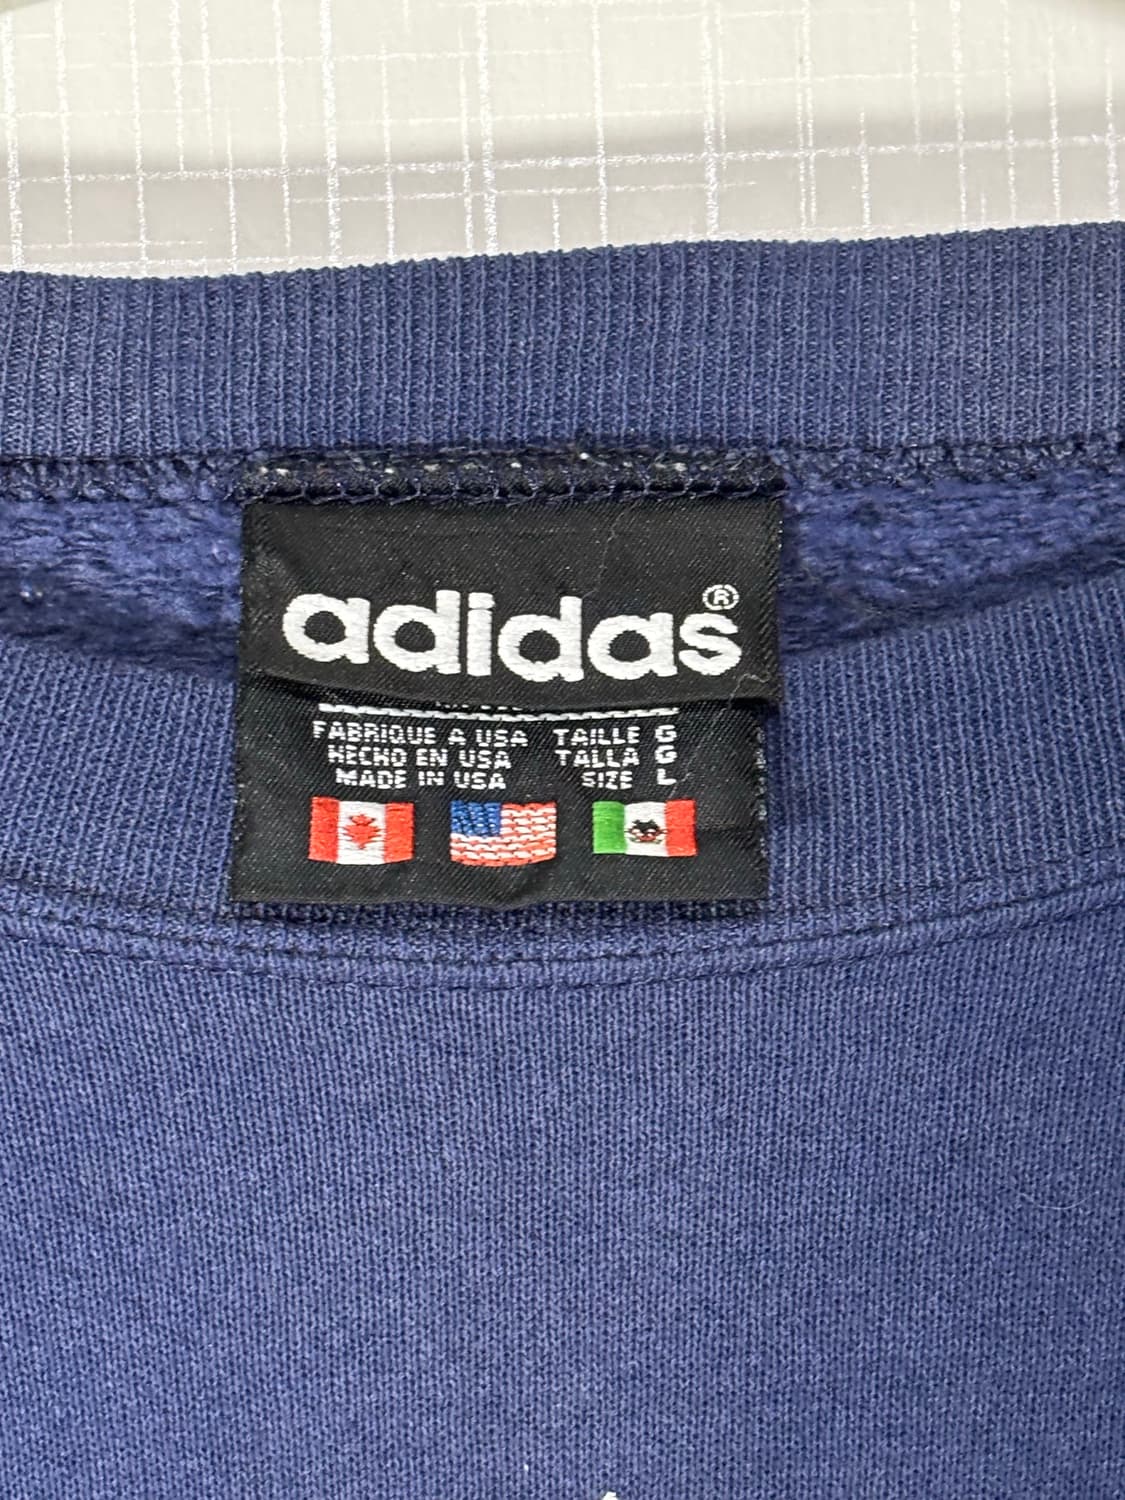 adidas®
FABRIQUE A USA TAILLE G
HECHO EN USA TALLA G
MADE IN USA SIZE L